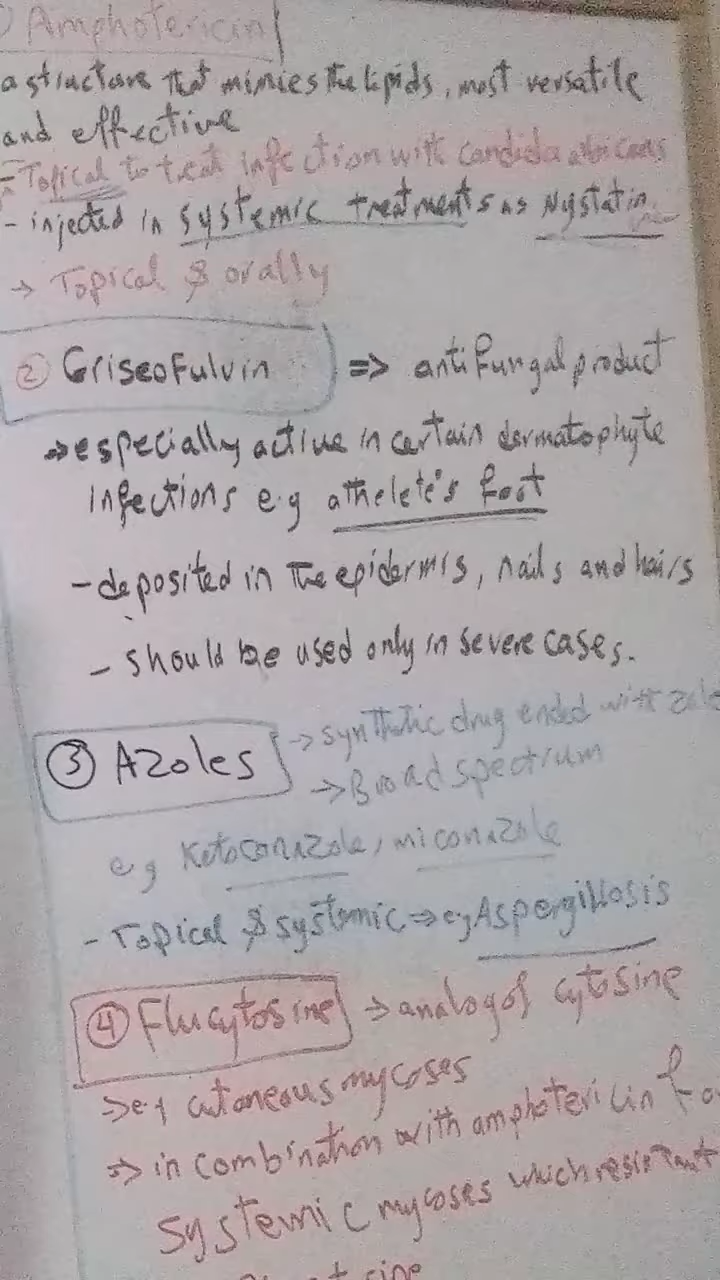 1) Amphotericin
a structure that mimics the lipids, most versatile
and effective
- Topical to treat infection with candida albicans
- injected in systemic treatments as Nystatin
→ Topical & orally
② Griseofulvin => antifungal product
→ especially active in certain dermatophyte
infections e.g athelete's foot
- deposited in the epidermis, nails and hairs
- should be used only in severe cases.
③ Azoles → synthetic drug ended with zole
→ Broad spectrum
eg Ketoconazole, miconazole
- Topical & systemic => eg Aspergillosis
④ Flucytosine → analog of cytosine
→ cutaneous mycoses
=> in combination with amphotericin for
systemic mycoses which resistant